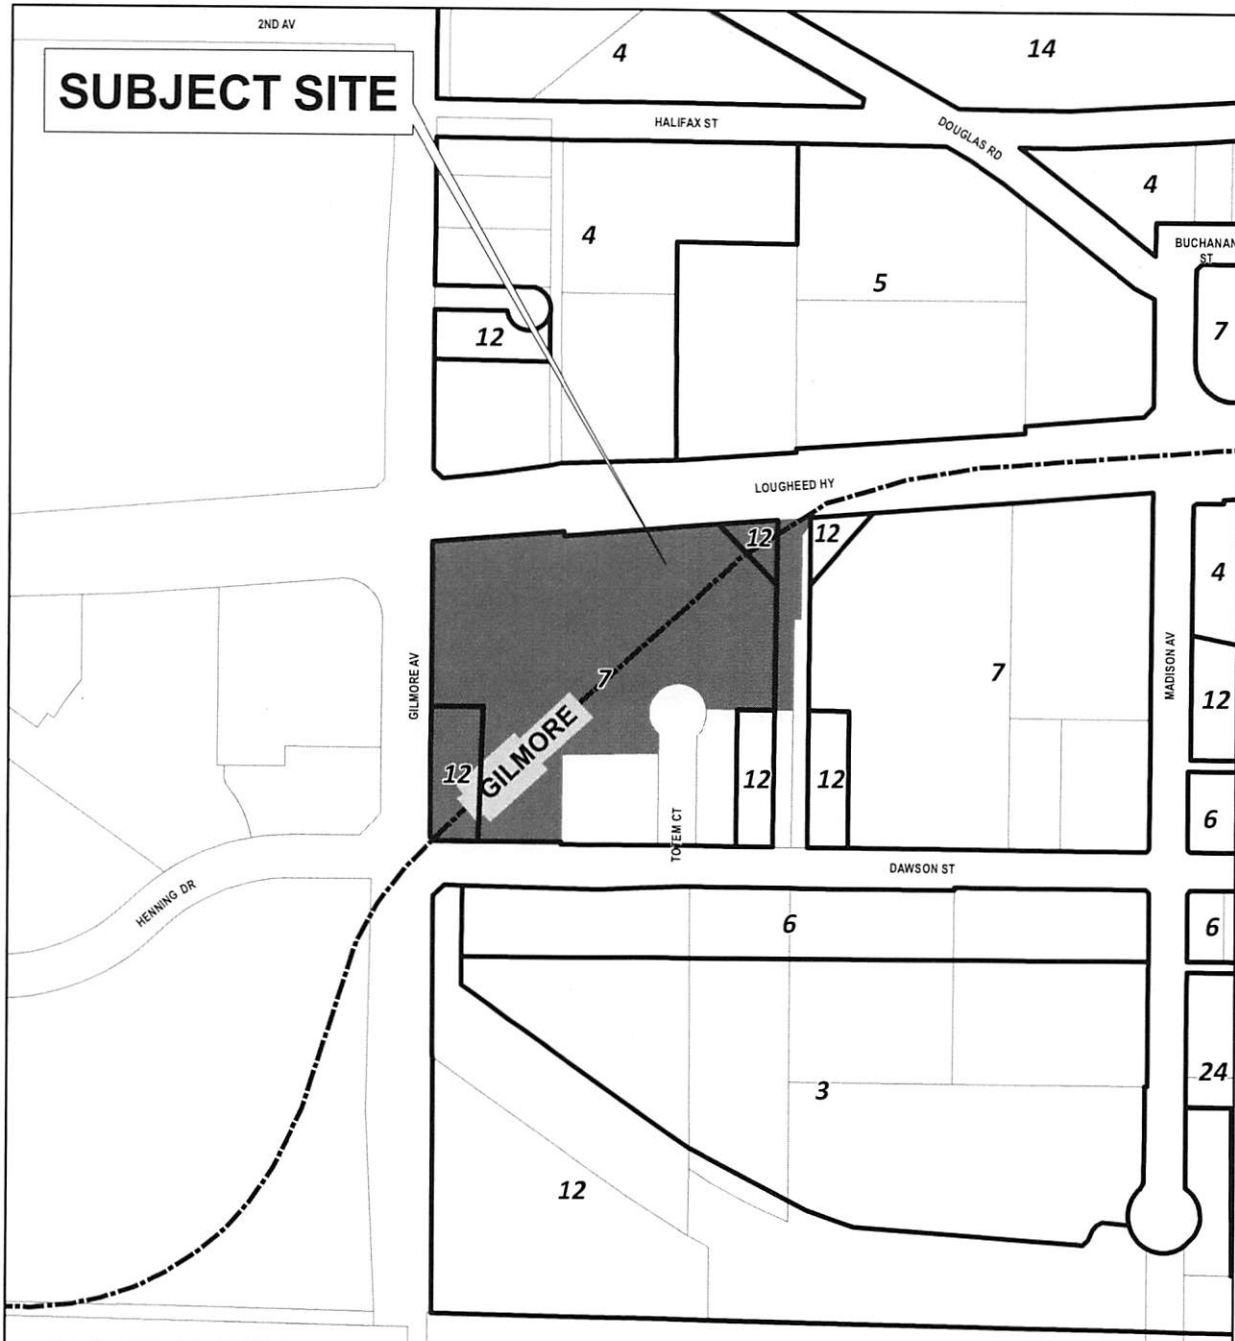 2ND AV
SUBJECT SITE
4
14
HALIFAX ST
DOUGLAS RD
4
4
BUCHANAN
ST
5
12
7
LOUGHEED HY
12
12
4
GILMORE AV
MADISON AV
7
7
12
GILMORE
12
12
12
6
TOTEM CT
DAWSON ST
HENNING DR
6
6
3
24
12